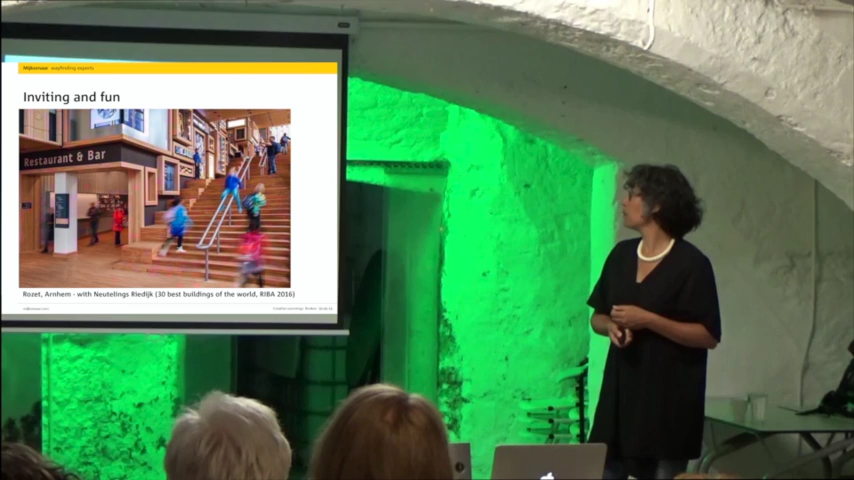 Mijksenaar wayfinding experts
Inviting and fun
Restaurant & Bar
Rozet, Arnhem - with Neutelings Riedijk (30 best buildings of the world, RIBA 2016)